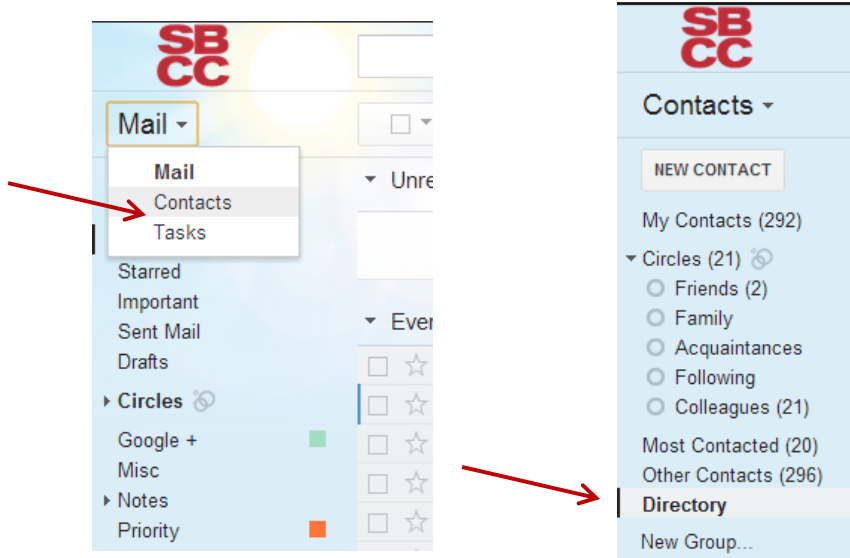 SB
CC
Mail
Mail
Contacts
Tasks
Starred
Important
Sent Mail
Drafts
Circles
Google +
Misc
Notes
Priority
Unre
Ever
SB
CC
Contacts
NEW CONTACT
My Contacts (292)
Circles (21)
Friends (2)
Family
Acquaintances
Following
Colleagues (21)
Most Contacted (20)
Other Contacts (296)
Directory
New Group...